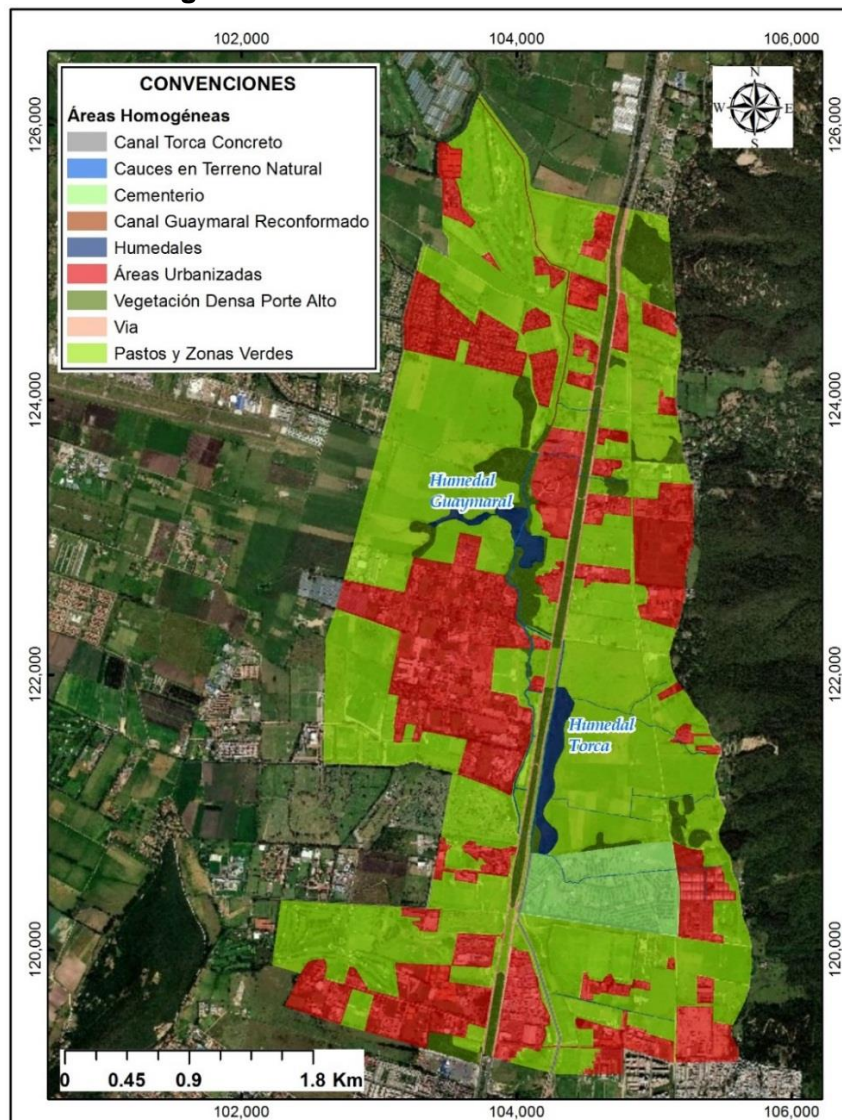 102,000
104,000
106,000
126,000
126,000
CONVENCIONES
Áreas Homogéneas
Canal Torca Concreto
Cauces en Terreno Natural
Cementerio
Canal Guaymaral Reconformado
Humedales
Áreas Urbanizadas
Vegetación Densa Porte Alto
Via
Pastos y Zonas Verdes
N
W
E
S
124,000
124,000
Humedal
Guaymaral
122,000
122,000
Humedal
Torca
120,000
120,000
0 0.45 0.9 1.8 Km
102,000
104,000
106,000